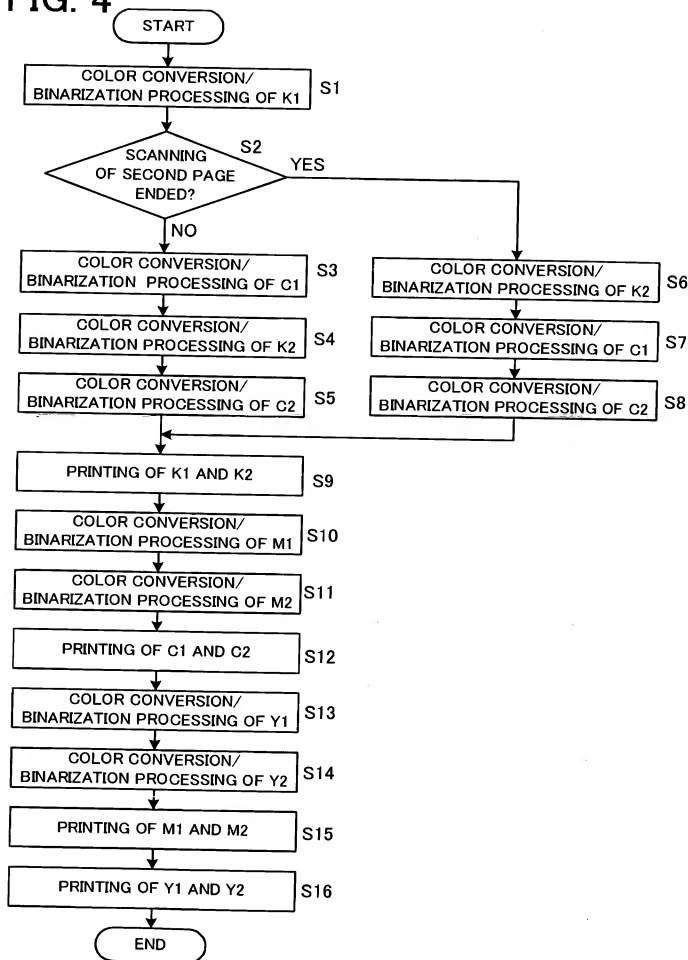 FIG. 4
START
COLOR CONVERSION/
BINARIZATION PROCESSING OF K1
S1
SCANNING
OF SECOND PAGE
ENDED?
S2
YES
NO
COLOR CONVERSION/
BINARIZATION PROCESSING OF C1
S3
COLOR CONVERSION/
BINARIZATION PROCESSING OF K2
S4
COLOR CONVERSION/
BINARIZATION PROCESSING OF C2
S5
COLOR CONVERSION/
BINARIZATION PROCESSING OF K2
S6
COLOR CONVERSION/
BINARIZATION PROCESSING OF C1
S7
COLOR CONVERSION/
BINARIZATION PROCESSING OF C2
S8
PRINTING OF K1 AND K2
S9
COLOR CONVERSION/
BINARIZATION PROCESSING OF M1
S10
COLOR CONVERSION/
BINARIZATION PROCESSING OF M2
S11
PRINTING OF C1 AND C2
S12
COLOR CONVERSION/
BINARIZATION PROCESSING OF Y1
S13
COLOR CONVERSION/
BINARIZATION PROCESSING OF Y2
S14
PRINTING OF M1 AND M2
S15
PRINTING OF Y1 AND Y2
S16
END